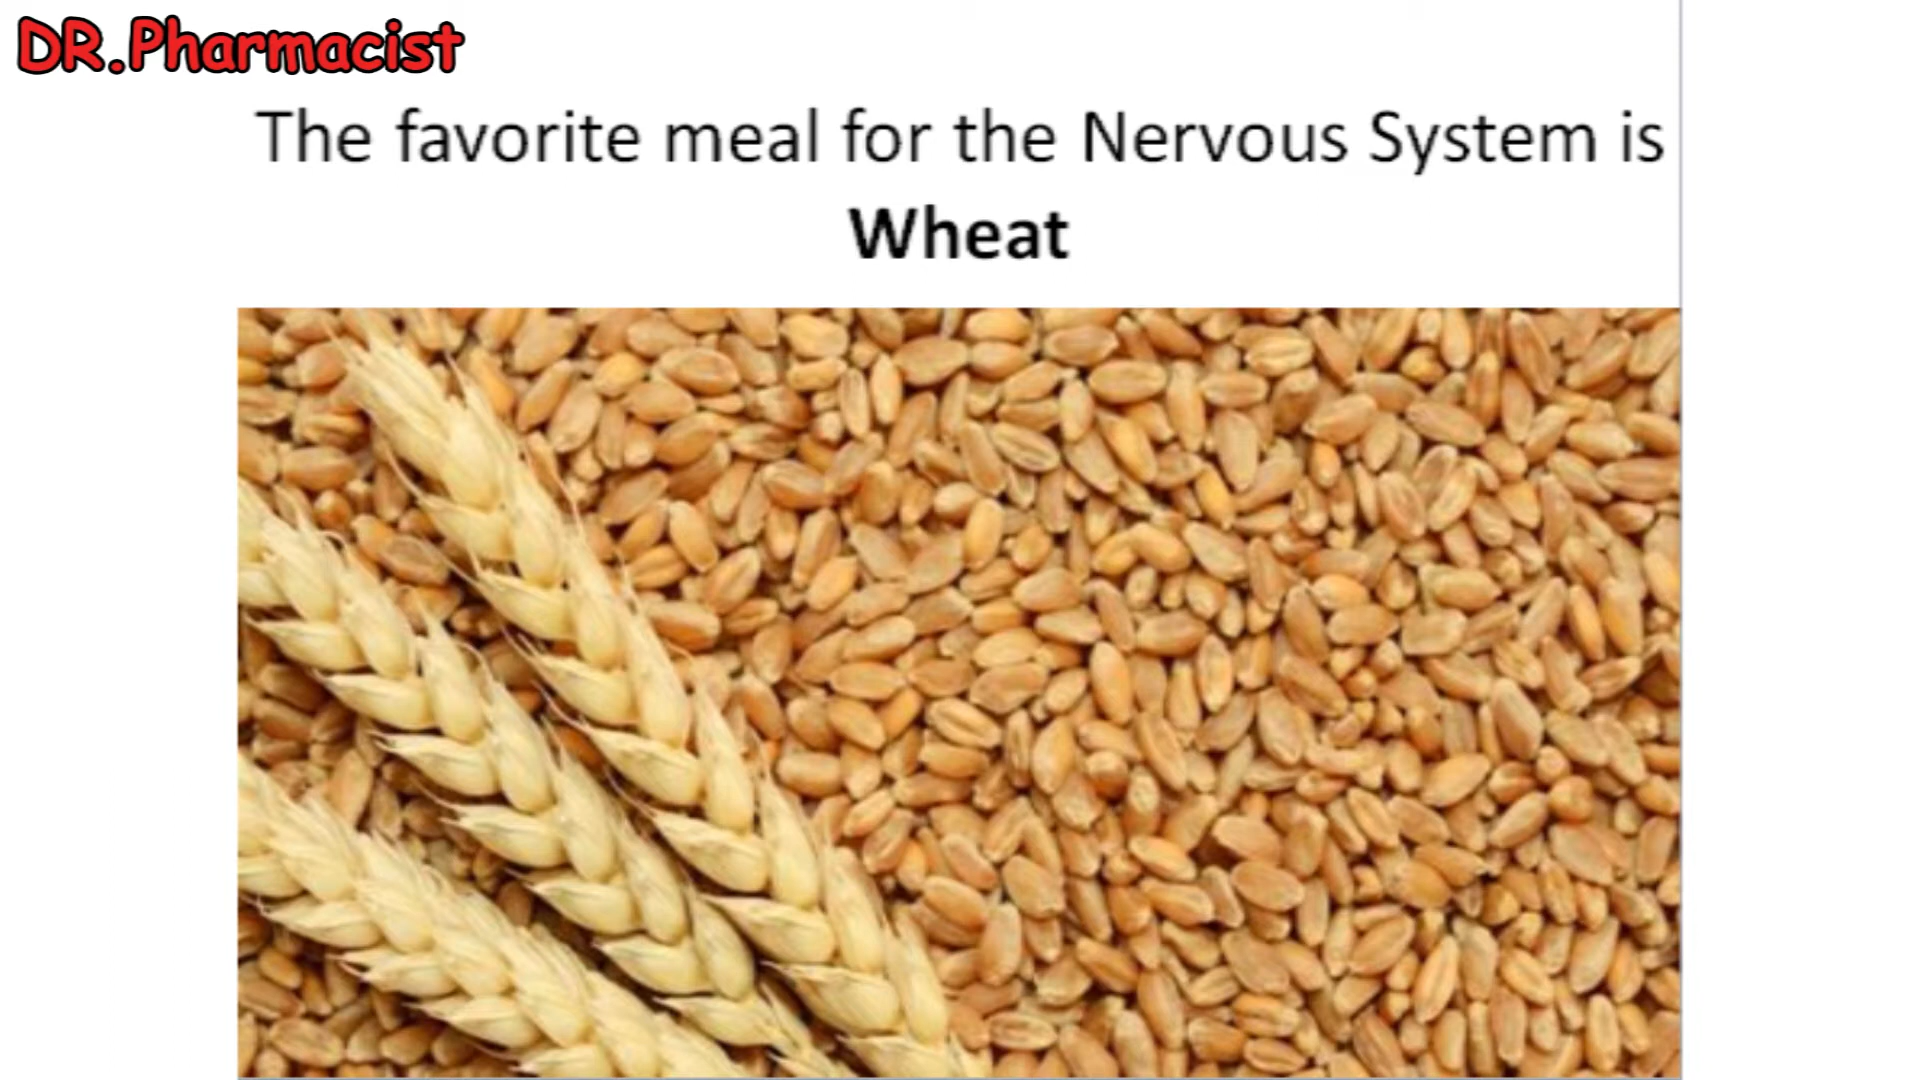 DR.Pharmacist
The favorite meal for the Nervous System is
Wheat